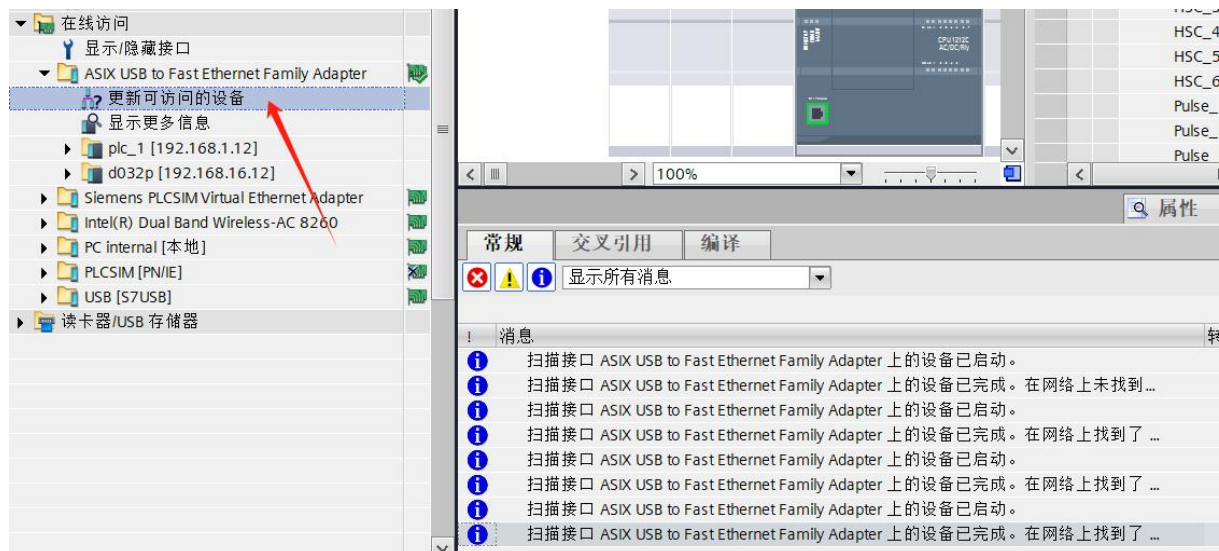 在线访问
显示/隐藏接口
ASIX USB to Fast Ethernet Family Adapter
更新可访问的设备
显示更多信息
plc_1 [192.168.1.12]
d032p [192.168.16.12]
Siemens PLCSIM Virtual Ethernet Adapter
Intel(R) Dual Band Wireless-AC 8260
PC internal [本地]
PLCSIM [PN/IE]
USB [S7USB]
读卡器/USB 存储器
CPU 1212C
AC/DC/Rly
HSC_4
HSC_5
HSC_6
Pulse_
Pulse_
Pulse
100%
属性
常规
交叉引用
编译
显示所有消息
! 消息
扫描接口 ASIX USB to Fast Ethernet Family Adapter 上的设备已启动。
扫描接口 ASIX USB to Fast Ethernet Family Adapter 上的设备已完成。在网络上未找到...
扫描接口 ASIX USB to Fast Ethernet Family Adapter 上的设备已启动。
扫描接口 ASIX USB to Fast Ethernet Family Adapter 上的设备已完成。在网络上找到了 ...
扫描接口 ASIX USB to Fast Ethernet Family Adapter 上的设备已启动。
扫描接口 ASIX USB to Fast Ethernet Family Adapter 上的设备已完成。在网络上找到了 ...
扫描接口 ASIX USB to Fast Ethernet Family Adapter 上的设备已启动。
扫描接口 ASIX USB to Fast Ethernet Family Adapter 上的设备已完成。在网络上找到了 ...